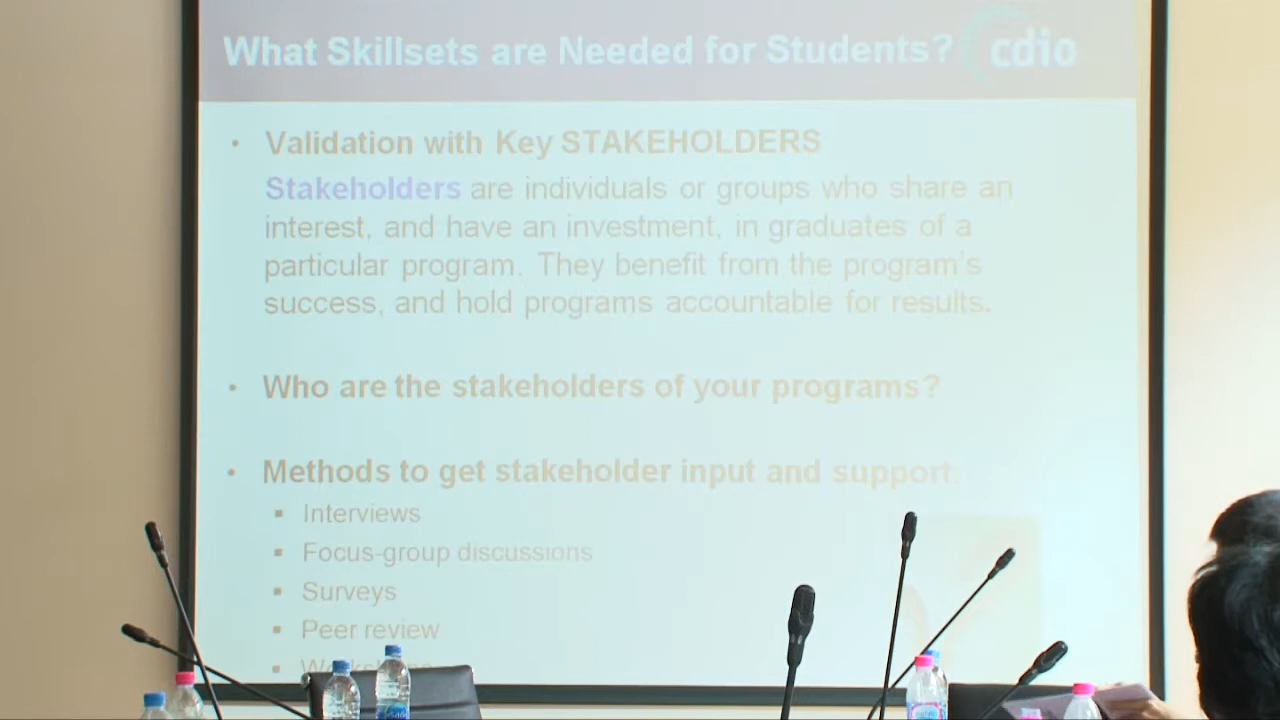 What Skillsets are Needed for Students?
cdio
• Validation with Key STAKEHOLDERS
Stakeholders are individuals or groups who share an
interest, and have an investment, in graduates of a
particular program. They benefit from the program's
success, and hold programs accountable for results.
• Who are the stakeholders of your programs?
• Methods to get stakeholder input and support:
▪ Interviews
▪ Focus-group discussions
▪ Surveys
▪ Peer review
▪ Workshops